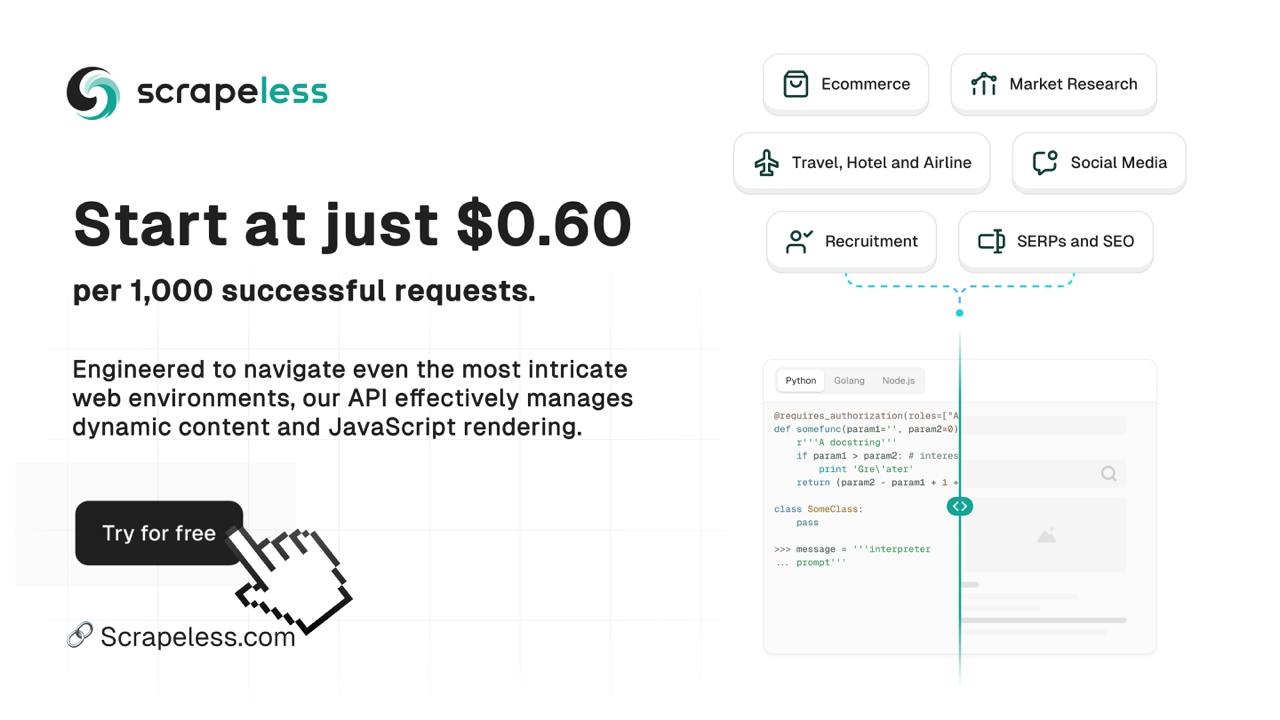 scrapeless
Start at just $0.60
per 1,000 successful requests.
Engineered to navigate even the most intricate
web environments, our API effectively manages
dynamic content and JavaScript rendering.
Try for free
Scrapeless.com
Ecommerce
Market Research
Travel, Hotel and Airline
Social Media
Recruitment
SERPs and SEO
Python
Golang
Node.js
@requires_authorization(roles=["A
def somefunc(param1='', param2=0)
r'''A docstring'''
if param1 > param2: # interes
print 'Gre\'ater'
return (param2 - param1 + 1 +
class SomeClass:
pass
>>> message = '''interpreter
... prompt'''